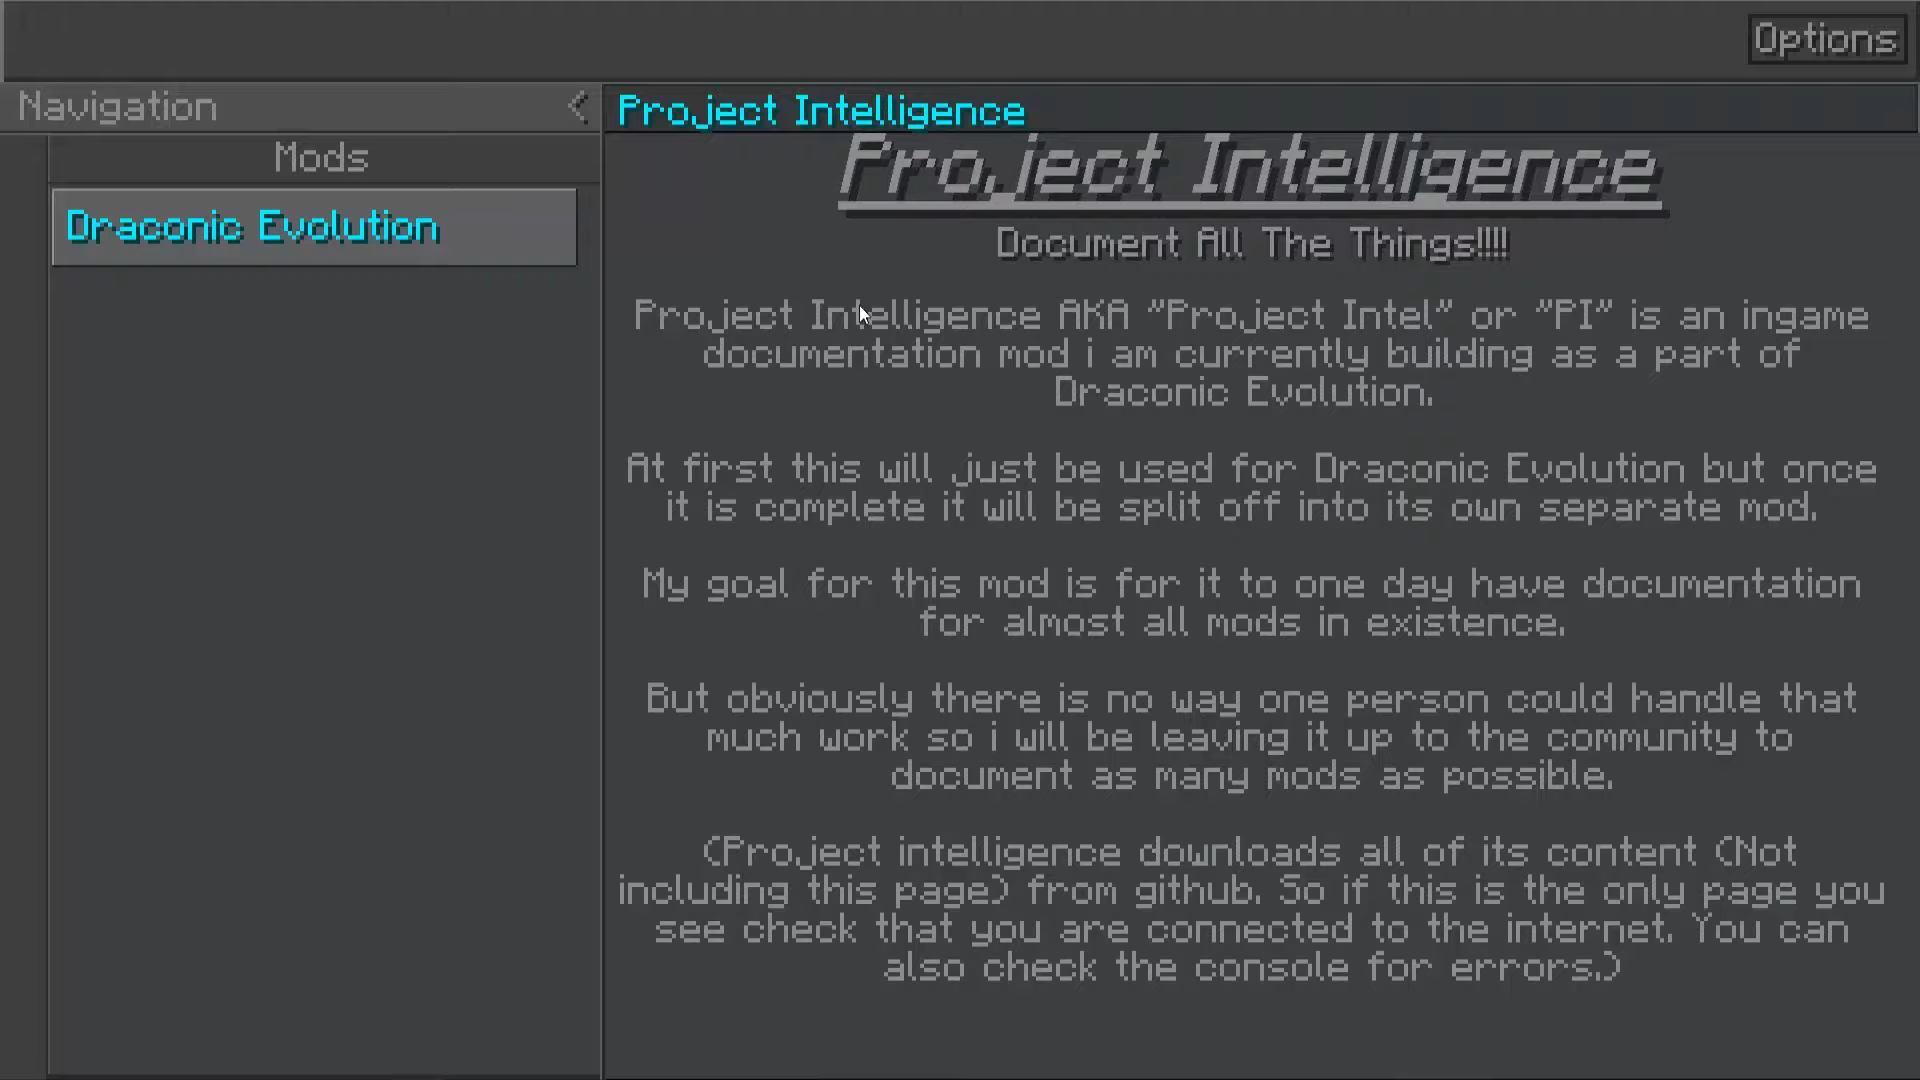 Options
Navigation
Project Intelligence
Mods
Draconic Evolution
Project Intelligence
Document All The Things!!!!
Project Intelligence AKA "Project Intel" or "PI" is an ingame
documentation mod i am currently building as a part of
Draconic Evolution.
At first this will just be used for Draconic Evolution but once
it is complete it will be split off into its own separate mod.
My goal for this mod is for it to one day have documentation
for almost all mods in existence.
But obviously there is no way one person could handle that
much work so i will be leaving it up to the community to
document as many mods as possible.
(Project intelligence downloads all of its content (Not
including this page) from github. So if this is the only page you
see check that you are connected to the internet. You can
also check the console for errors.)